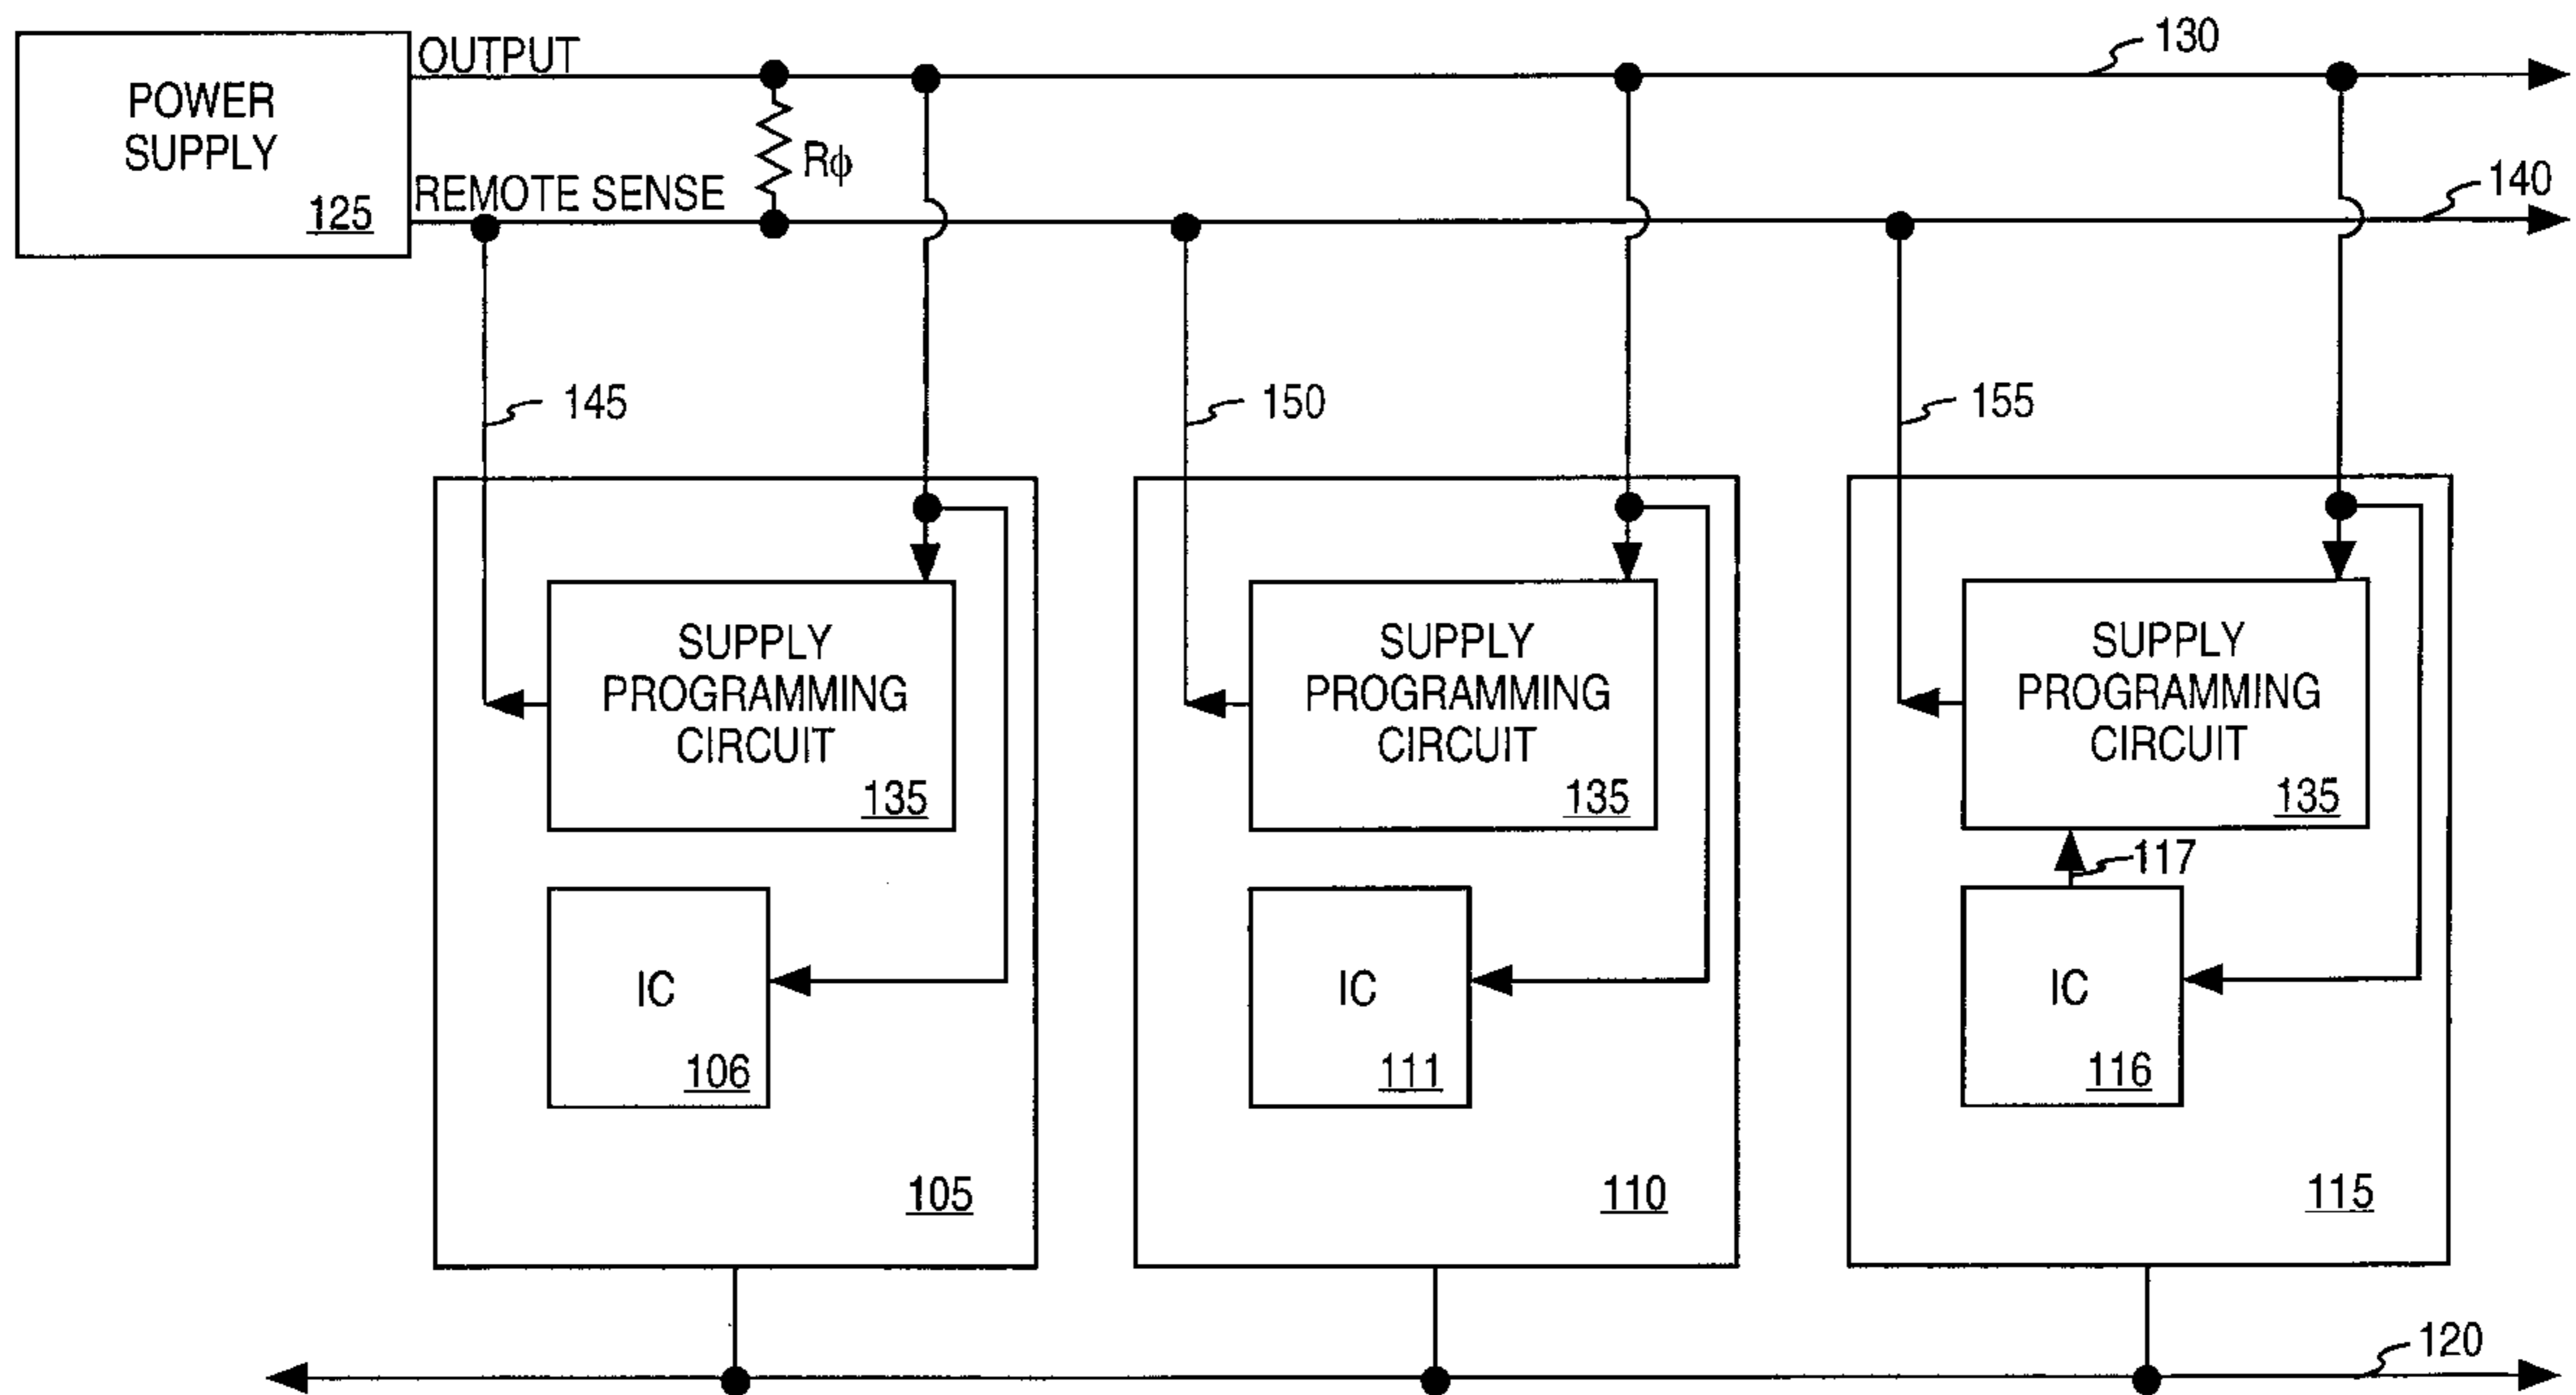 130
OUTPUT
POWER
SUPPLY
125
Rϕ
REMOTE SENSE
140
145
150
155
SUPPLY
PROGRAMMING
CIRCUIT
135
SUPPLY
PROGRAMMING
CIRCUIT
135
SUPPLY
PROGRAMMING
CIRCUIT
135
117
IC
106
IC
111
IC
116
105
110
115
120